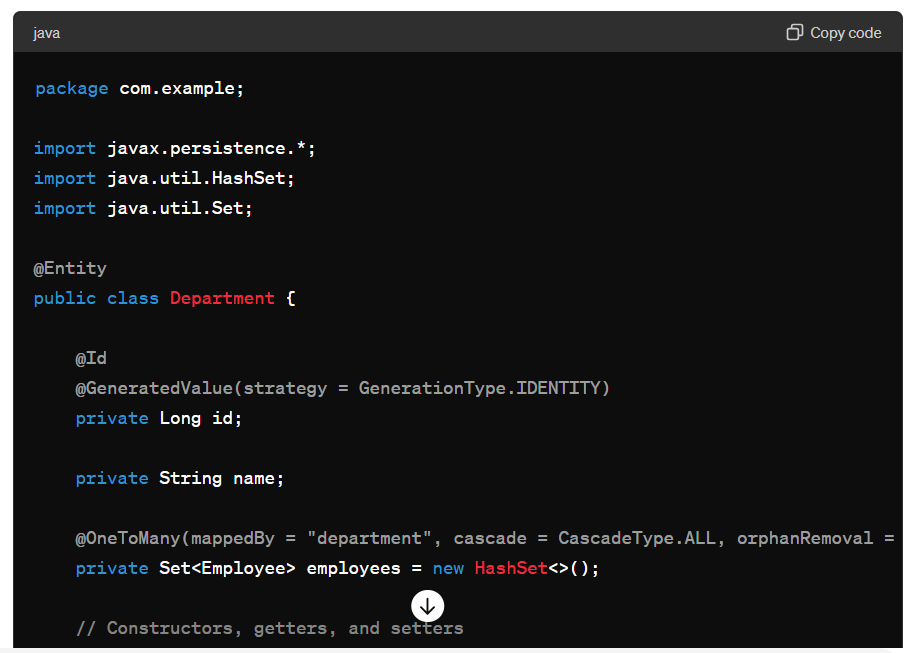 java
Copy code
package com.example;
import javax.persistence.*;
import java.util.HashSet;
import java.util.Set;
@Entity
public class Department {
@Id
@GeneratedValue(strategy = GenerationType.IDENTITY)
private Long id;
private String name;
@OneToMany(mappedBy = "department", cascade = CascadeType.ALL, orphanRemoval =
private Set<Employee> employees = new HashSet<>();
// Constructors, getters, and setters